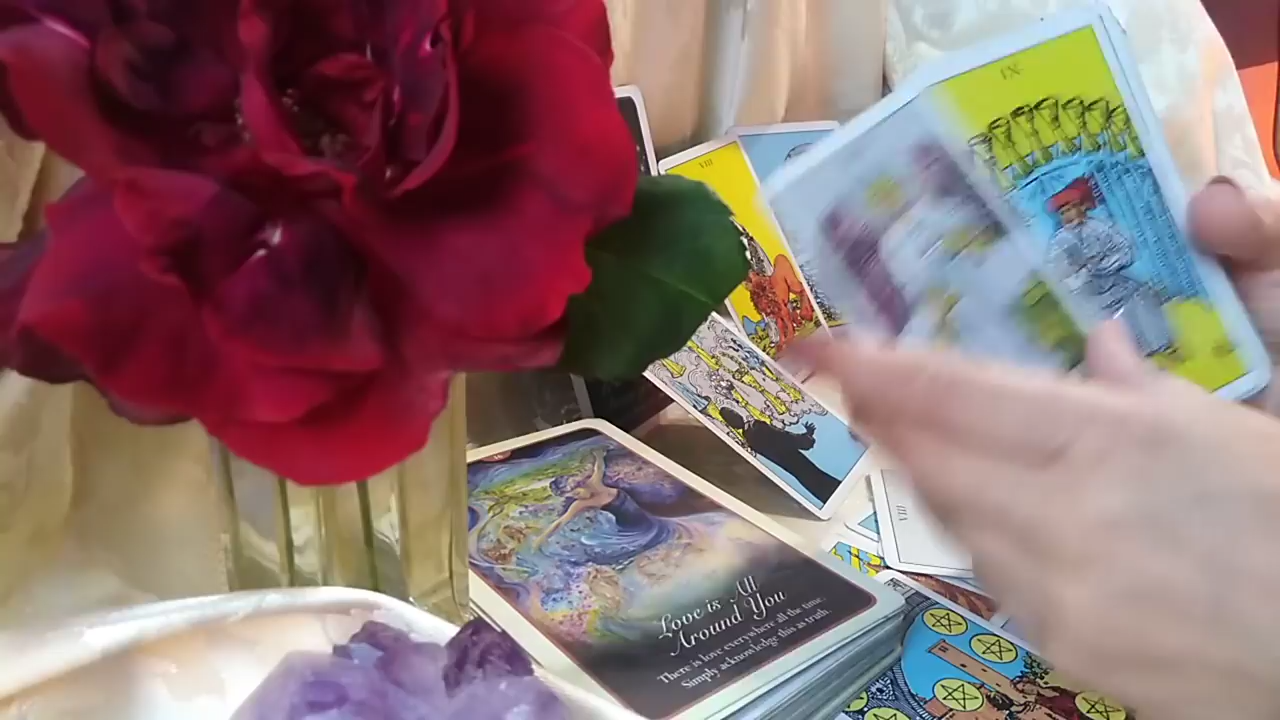 IX
VIII
VII
Love is All
Around You
There is love everywhere all the time.
Simply acknowledge this as truth.